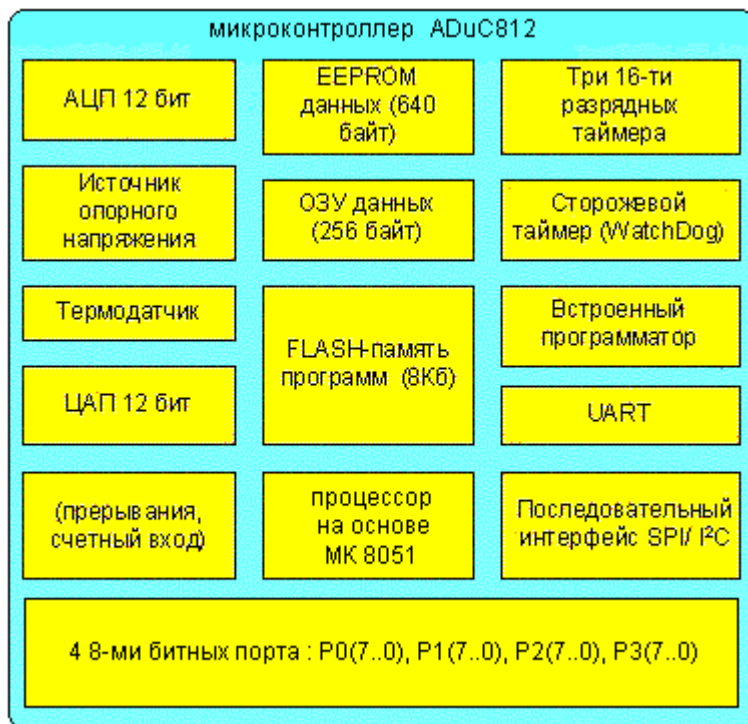 микроконтроллер ADuC812
АЦП 12 бит
EEPROM
данных (640
байт)
Три 16-ти
разрядных
таймера
Источник
опорного
напряжения
ОЗУ данных
(256 байт)
Сторожевой
таймер (WatchDog)
Термодатчик
FLASH-память
программ (8Кб)
Встроенный
программатор
ЦАП 12 бит
UART
(прерывания,
счетный вход)
процессор
на основе
МК 8051
Последовательный
интерфейс SPI/ I²C
4 8-ми битных порта : P0(7..0), P1(7..0), P2(7..0), P3(7..0)